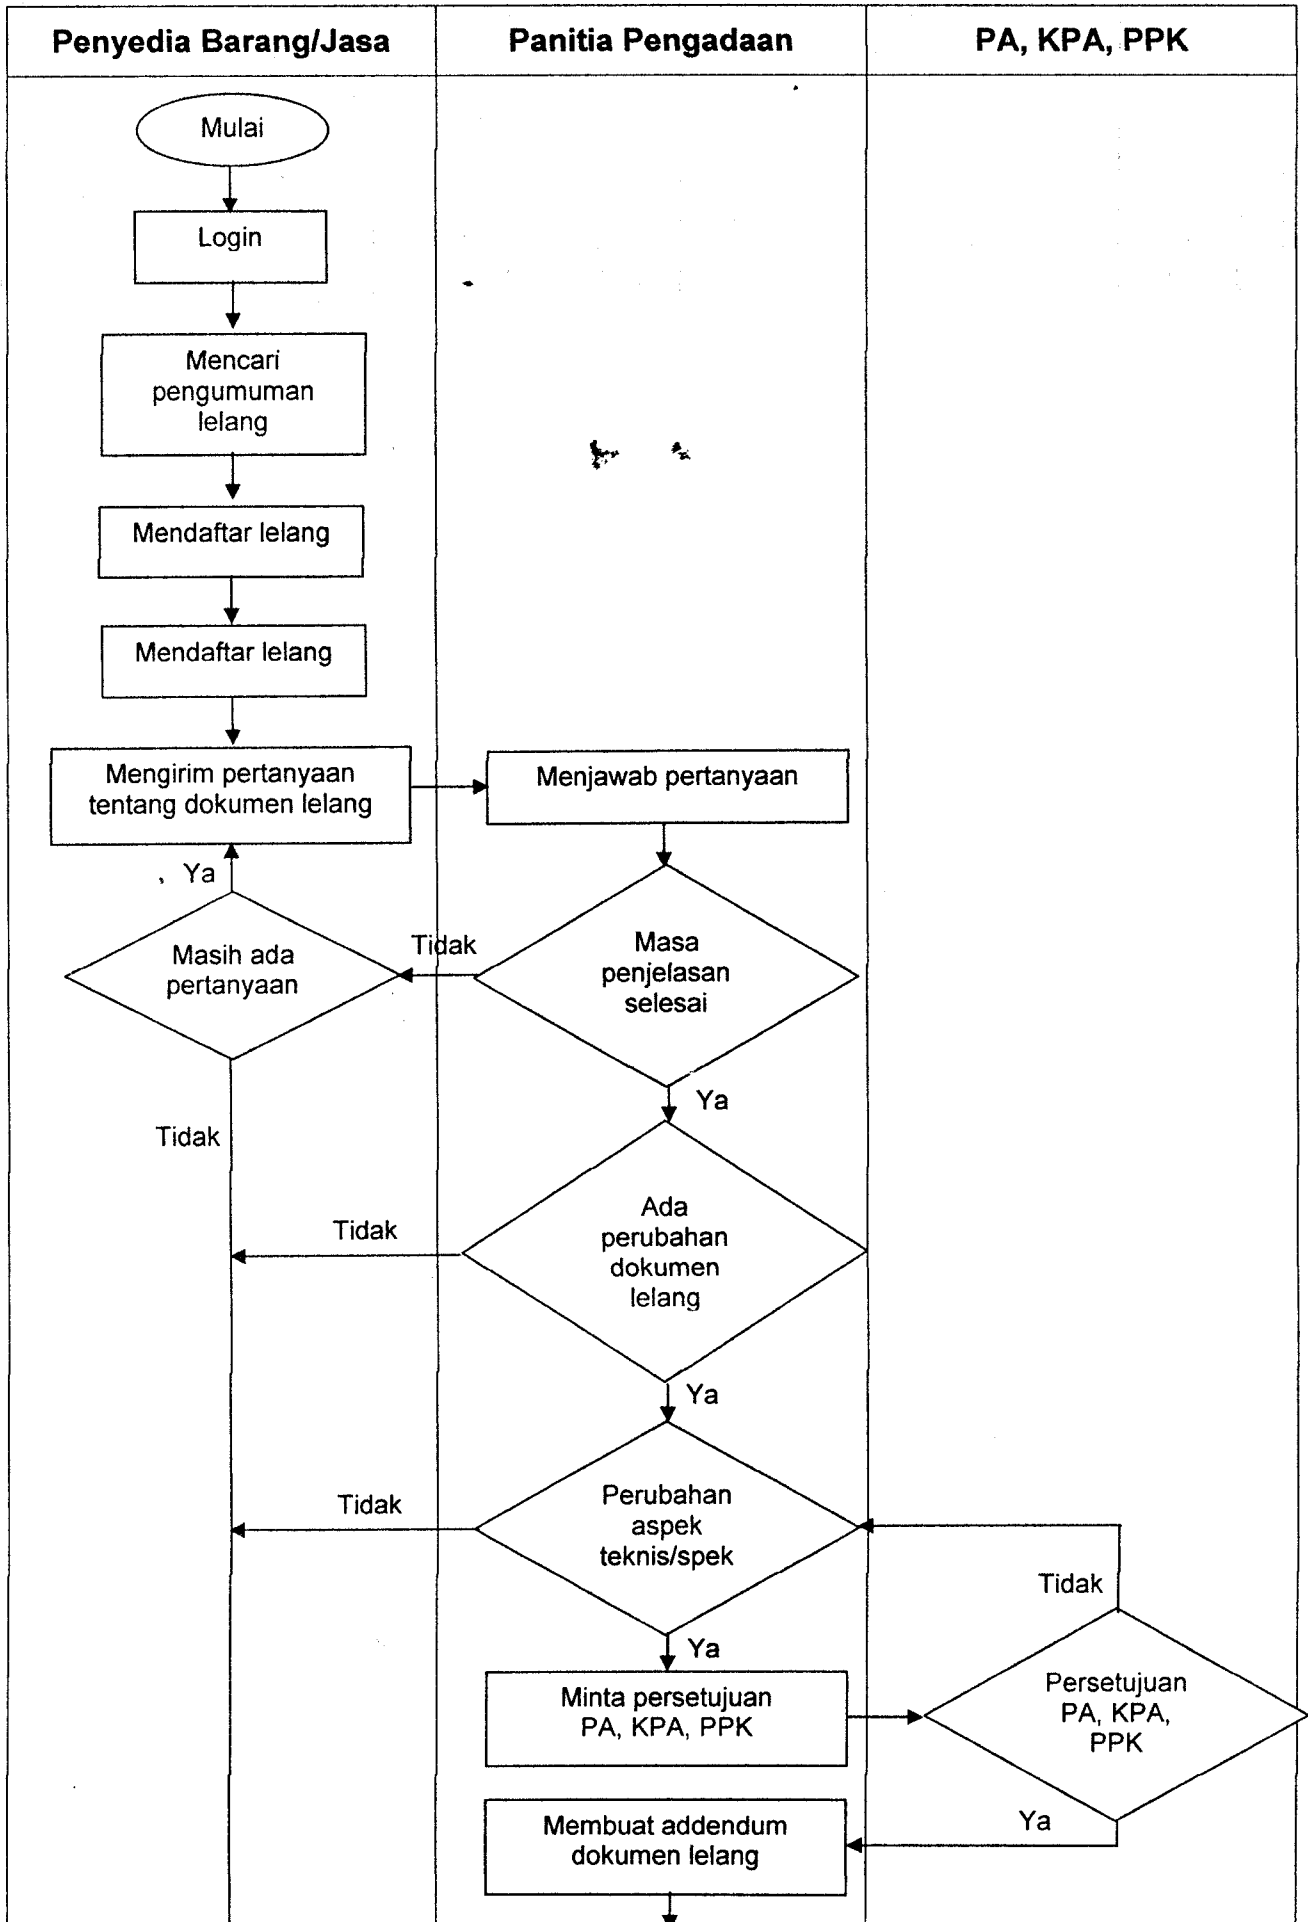 Penyedia Barang/Jasa
Panitia Pengadaan
PA, KPA, PPK
Mulai
Login
Mencari
pengumuman
lelang
Mendaftar lelang
Mendaftar lelang
Mengirim pertanyaan
tentang dokumen lelang
Menjawab pertanyaan
Ya
Masih ada
pertanyaan
Tidak
Masa
penjelasan
selesai
Ya
Tidak
Ada
perubahan
dokumen
lelang
Tidak
Ya
Perubahan
aspek
teknis/spek
Tidak
Tidak
Ya
Minta persetujuan
PA, KPA, PPK
Persetujuan
PA, KPA,
PPK
Ya
Membuat addendum
dokumen lelang